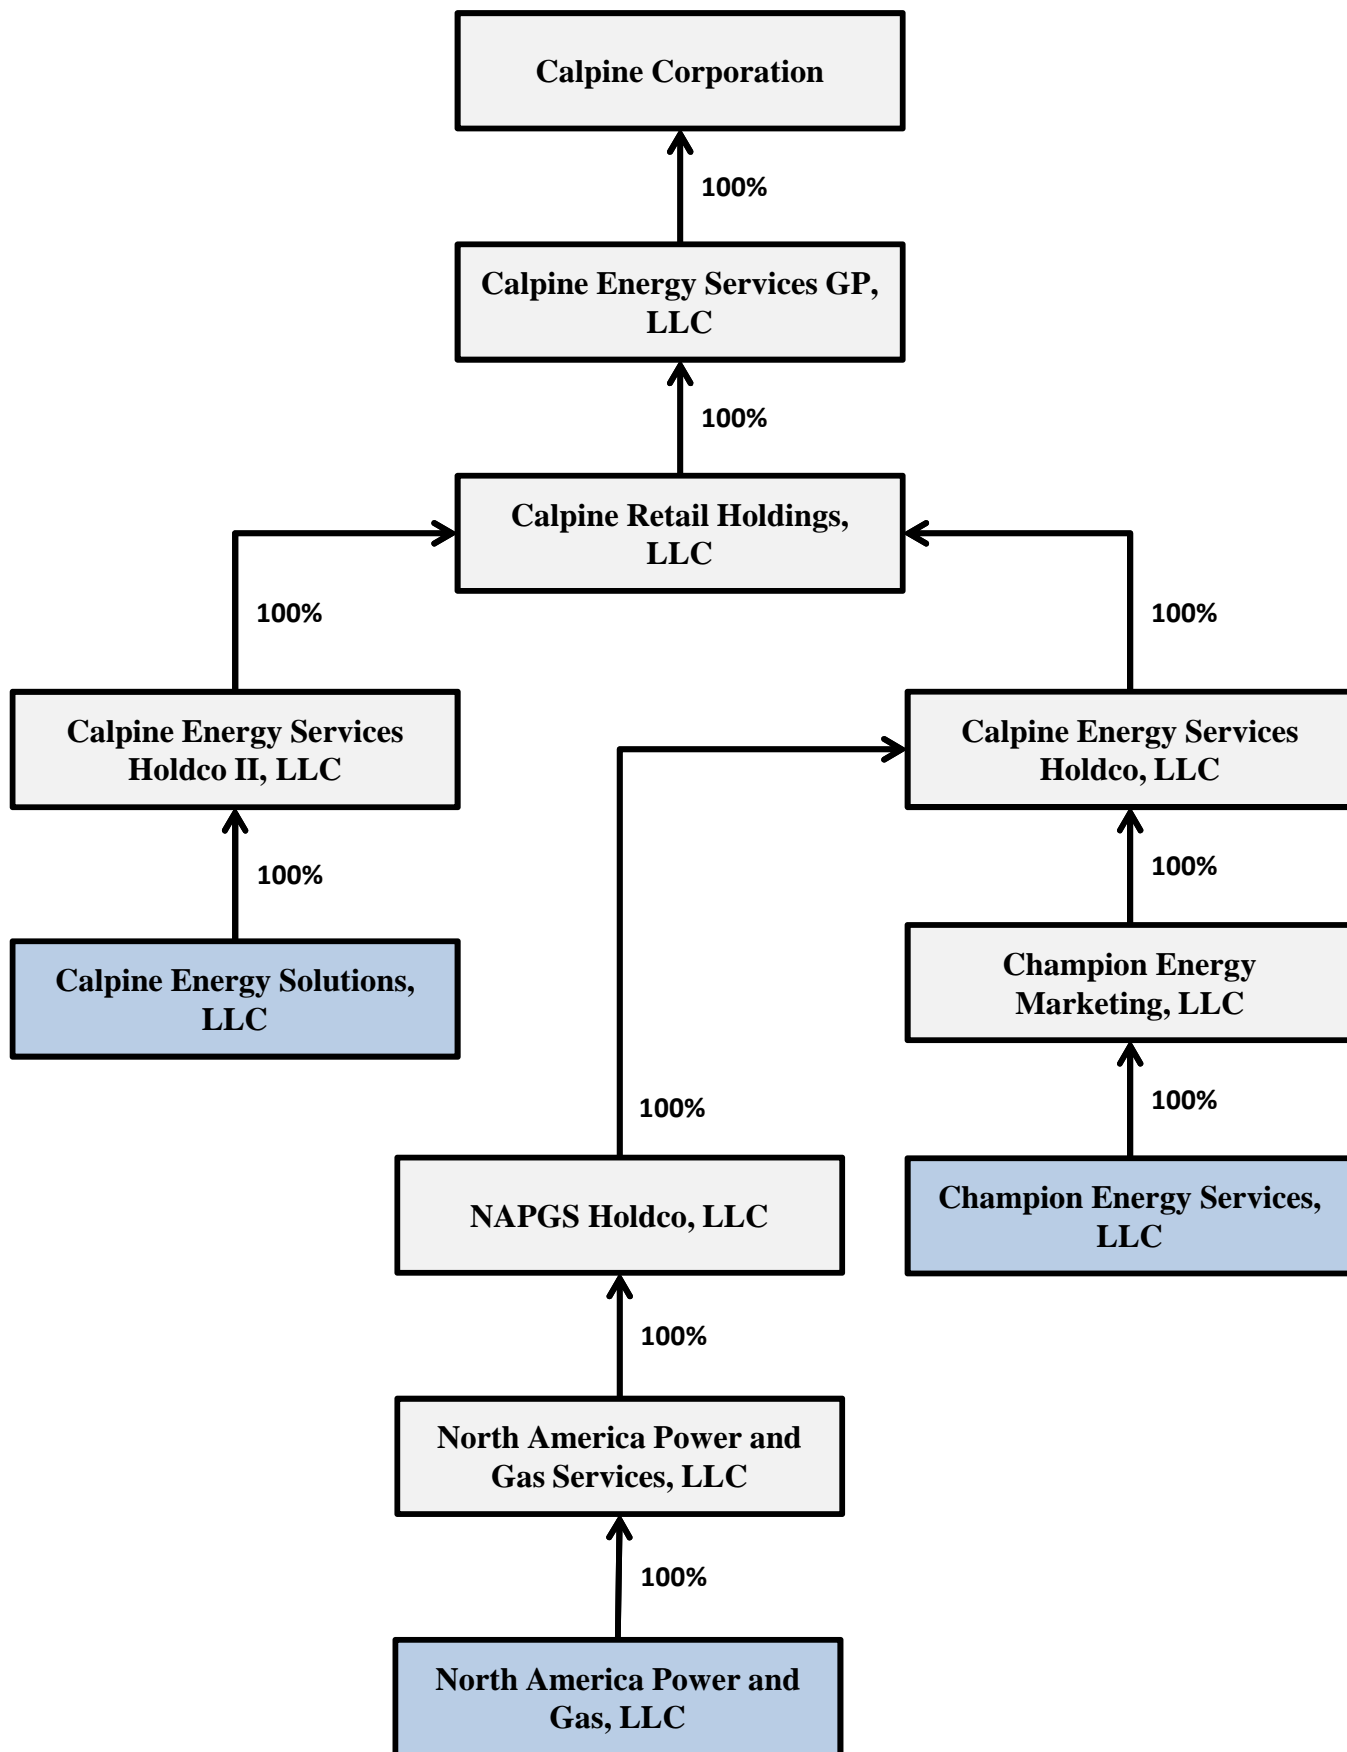 Calpine Corporation
100%
Calpine Energy Services GP,
LLC
100%
Calpine Retail Holdings,
LLC
100%
100%
Calpine Energy Services
Holdco II, LLC
Calpine Energy Services
Holdco, LLC
100%
100%
Calpine Energy Solutions,
LLC
Champion Energy
Marketing, LLC
100%
100%
NAPGS Holdco, LLC
Champion Energy Services,
LLC
100%
North America Power and
Gas Services, LLC
100%
North America Power and
Gas, LLC